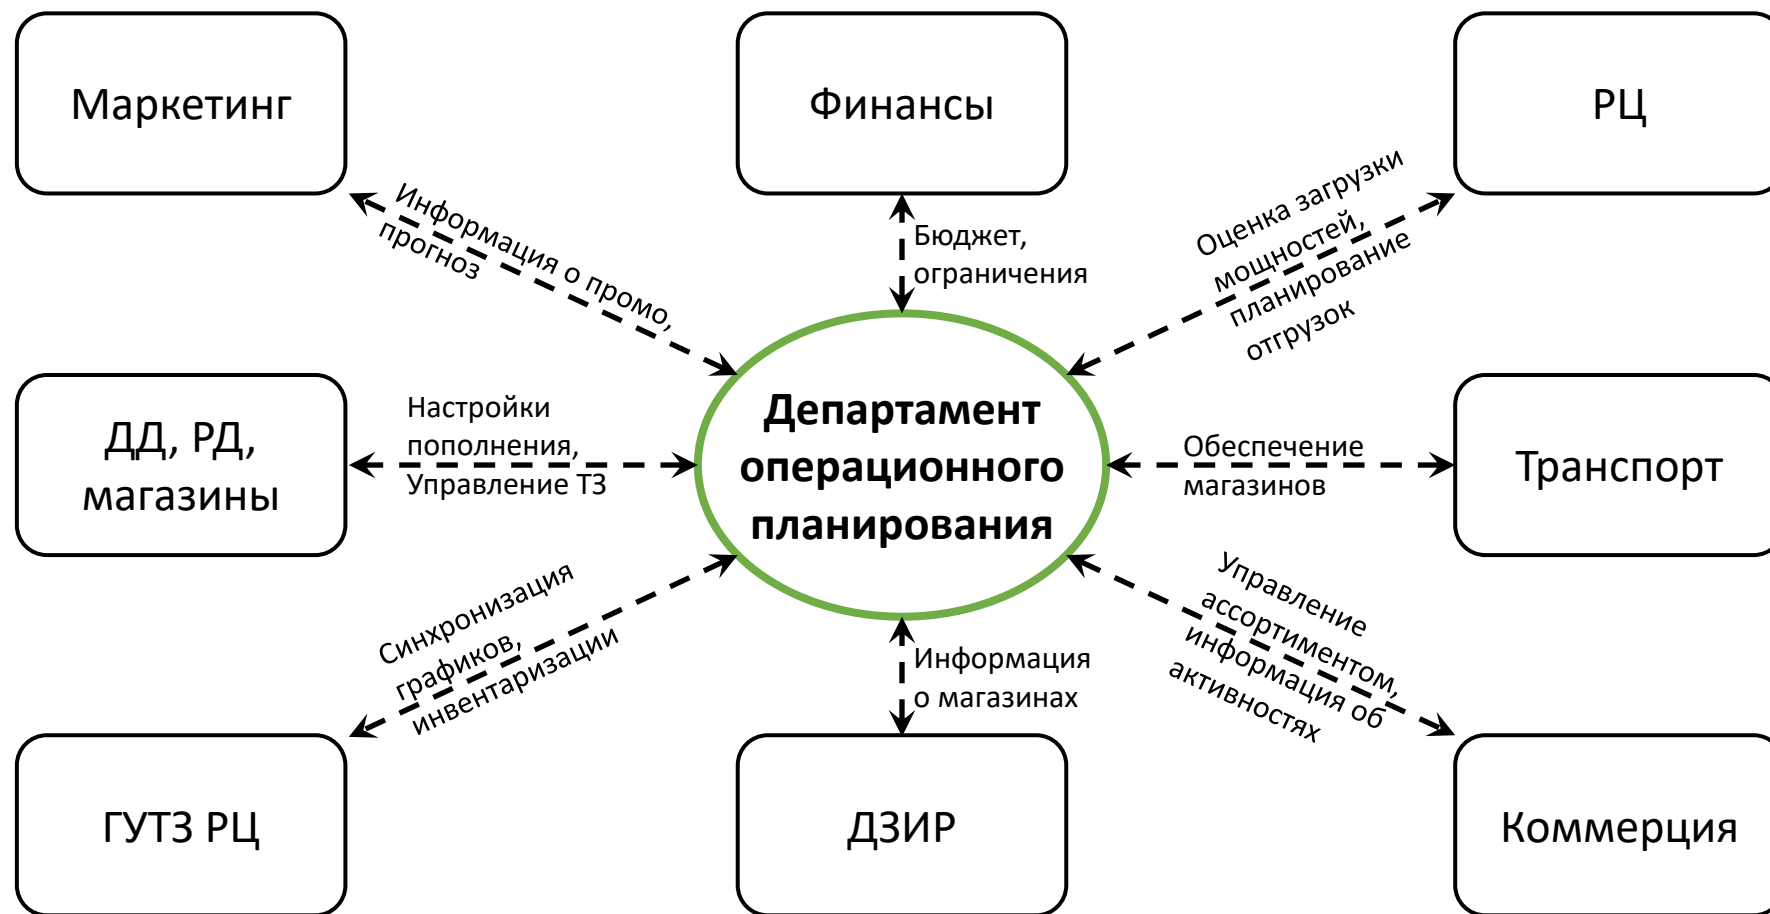 Маркетинг
Финансы
РЦ
Информация о промо,
прогноз
Бюджет,
ограничения
Оценка загрузки
мощностей,
планирование
отгрузок
ДД, РД,
магазины
Настройки
пополнения,
Управление ТЗ
Департамент
операционного
планирования
Обеспечение
магазинов
Транспорт
Синхронизация
графиков,
инвентаризации
Информация
о магазинах
Управление
ассортиментом,
информация об
активностях
ГУТЗ РЦ
ДЗИР
Коммерция